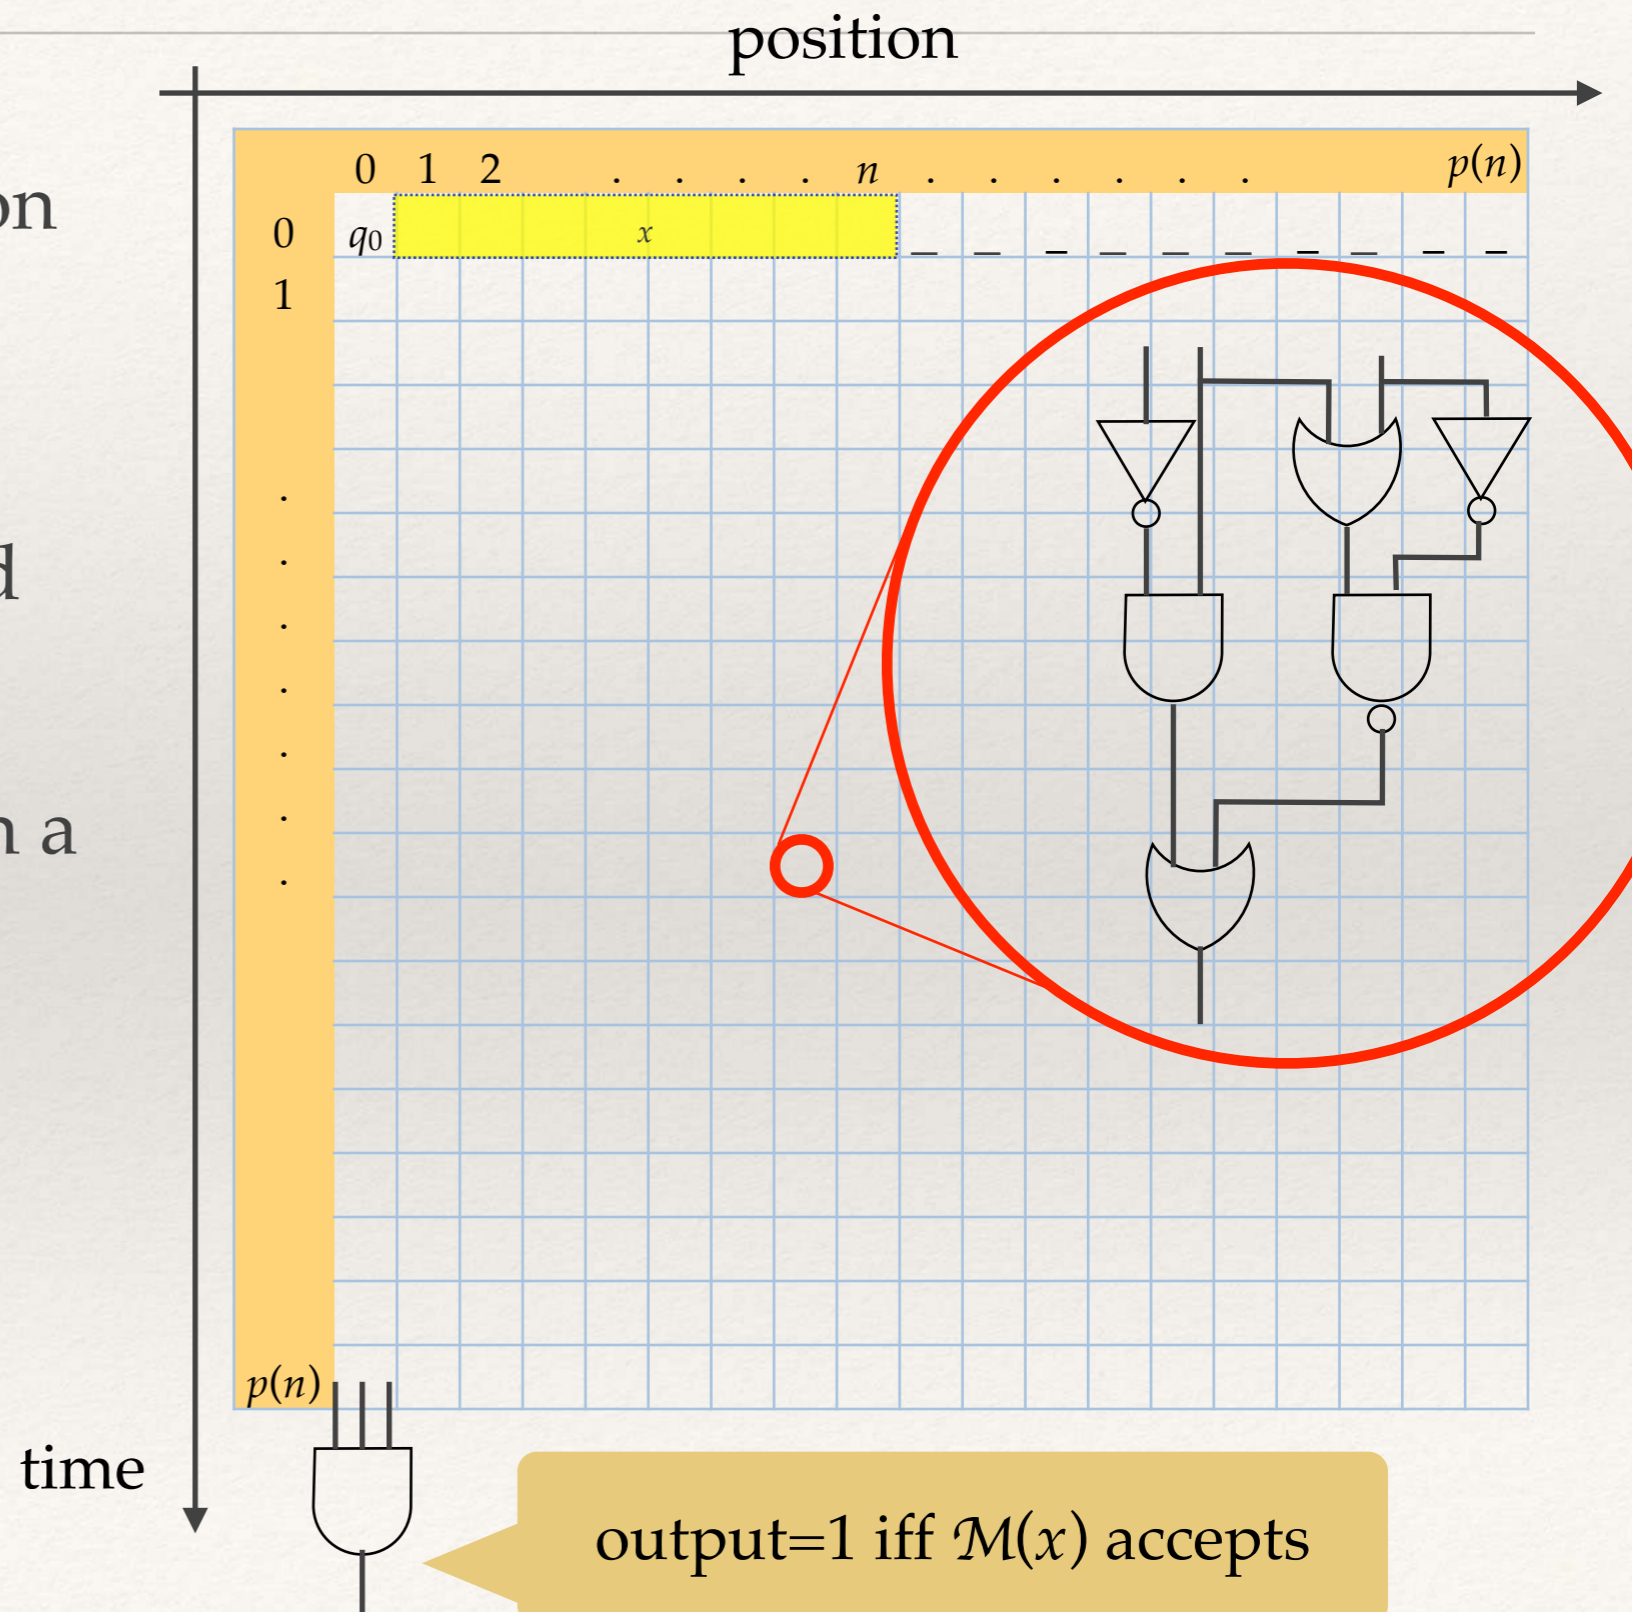 position
0 1 2 . . . . n . . . . . . p(n)
on
0 q0 x _ _ _ _ _ _ _ _ _ _
1
.
.
d
.
.
.
.
n a
.
p(n)
time
output=1 iff ℳ(x) accepts